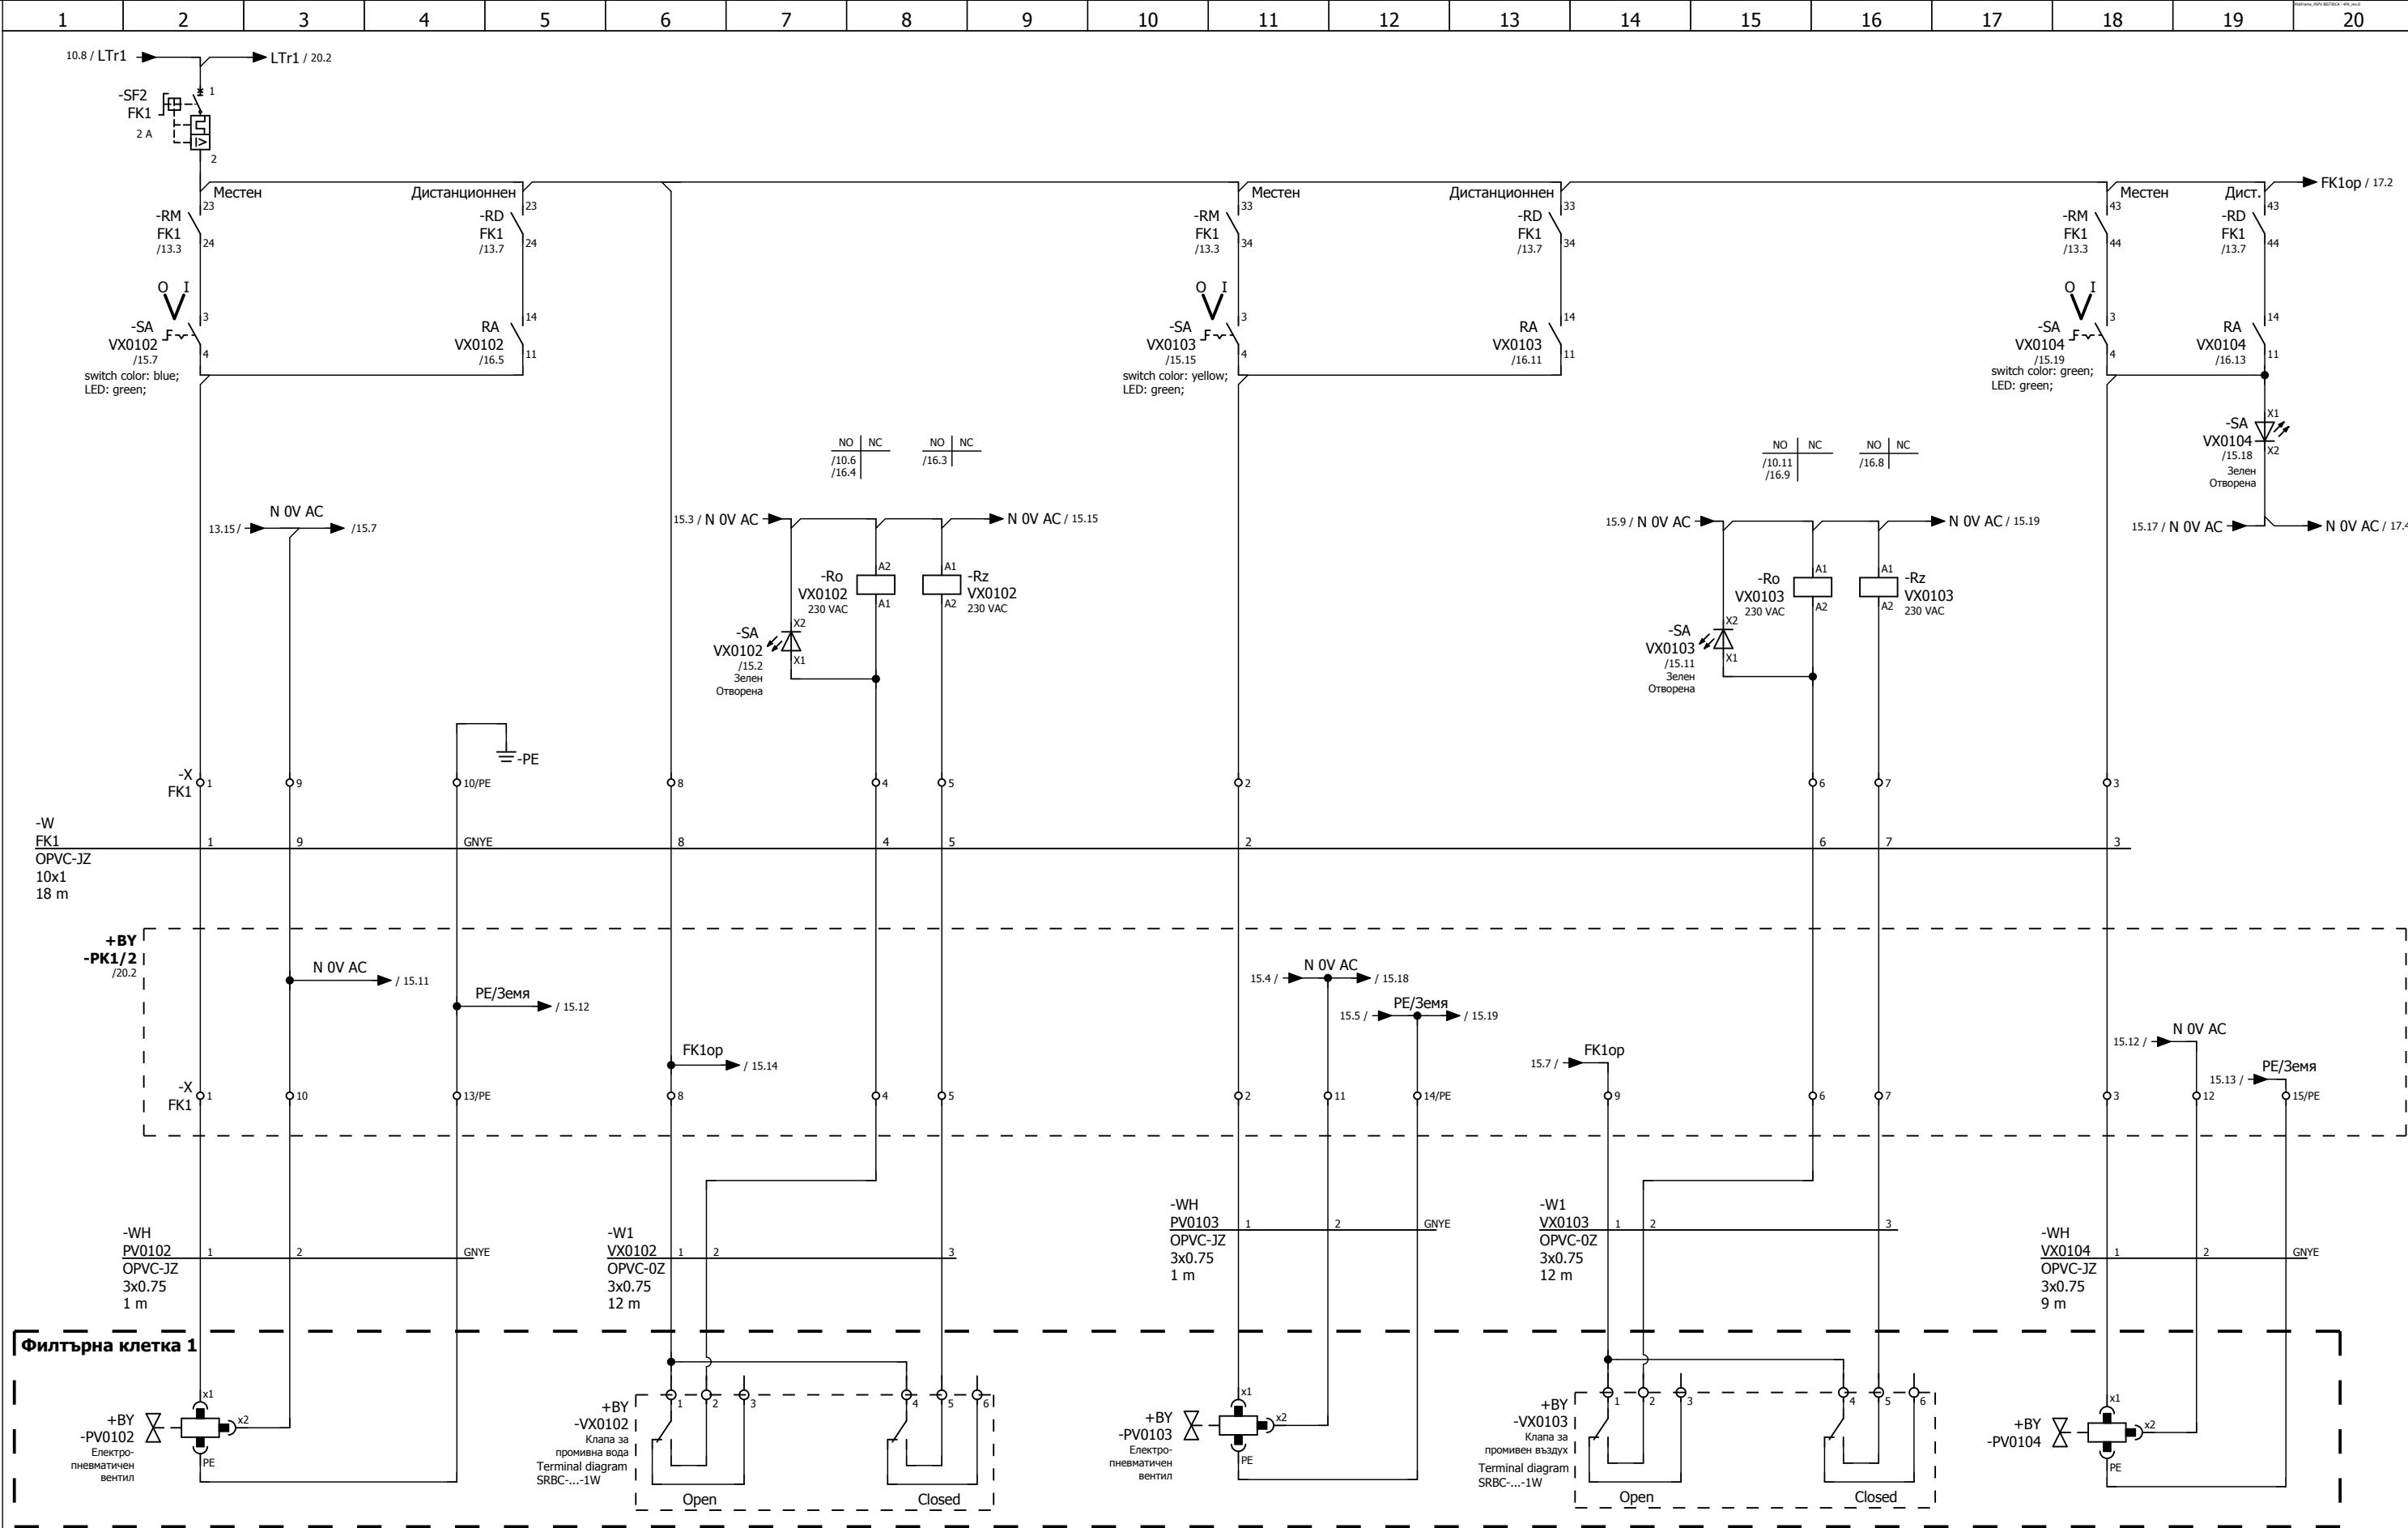 1 2 3 4 5 6 7 8 9 10 11 12 13 14 15 16 17 18 19 20
10.8 / LTr1
LTr1 / 20.2
-SF2
FK1
2 A
1
2
Местен
Дистанционнен
Местен
Дистанционнен
Местен
Дист.
FK1op / 17.2
-RM
FK1
/13.3
23
24
-RD
FK1
/13.7
23
24
-RM
FK1
/13.3
33
34
-RD
FK1
/13.7
33
34
-RM
FK1
/13.3
43
44
-RD
FK1
/13.7
43
44
O I
-SA
VX0102
/15.7
3
4
switch color: blue;
LED: green;
RA
VX0102
/16.5
14
11
O I
-SA
VX0103
/15.15
3
4
switch color: yellow;
LED: green;
RA
VX0103
/16.11
14
11
O I
-SA
VX0104
/15.19
3
4
switch color: green;
LED: green;
RA
VX0104
/16.13
14
11
-SA
VX0104
/15.18
Зелен
Отворена
X1
X2
NO NC
/10.6
/16.4
NO NC
/16.3
NO NC
/10.11
/16.9
NO NC
/16.8
13.15 /
N 0V AC
/15.7
15.3 / N 0V AC
N 0V AC / 15.15
15.9 / N 0V AC
N 0V AC / 15.19
15.17 / N 0V AC
N 0V AC / 17.4
-Ro
VX0102
230 VAC
A2
A1
-Rz
VX0102
230 VAC
A1
A2
-SA
VX0102
/15.2
Зелен
Отворена
X2
X1
-Ro
VX0103
230 VAC
A1
A2
-Rz
VX0103
230 VAC
A1
A2
-SA
VX0103
/15.11
Зелен
Отворена
X2
X1
-PE
-X
FK1
1 9 10/PE 8 4 5 2 6 7 3
-W
FK1
OPVC-JZ
10x1
18 m
1 9 GNYE 8 4 5 2 6 7 3
+BY
-PK1/2
/20.2
N 0V AC
/ 15.11
PE/Земя
/ 15.12
FK1op
/ 15.14
15.4 /
N 0V AC
/ 15.18
15.5 /
PE/Земя
/ 15.19
15.7 /
FK1op
15.12 /
N 0V AC
15.13 /
PE/Земя
-X
FK1
1 10 13/PE 8 4 5 2 11 14/PE 9 6 7 3 12 15/PE
-WH
PV0102
OPVC-JZ
3x0.75
1 m
1 2 GNYE
-W1
VX0102
OPVC-0Z
3x0.75
12 m
1 2 3
-WH
PV0103
OPVC-JZ
3x0.75
1 m
1 2 GNYE
-W1
VX0103
OPVC-0Z
3x0.75
12 m
1 2 3
-WH
VX0104
OPVC-JZ
3x0.75
9 m
1 2 GNYE
Филтърна клетка 1
+BY
-PV0102
Електро-
пневматичен
вентил
x1
x2
PE
+BY
-VX0102
Клапа за
промивна вода
Terminal diagram
SRBC-...-1W
1 2 3 4 5 6
Open
Closed
+BY
-PV0103
Електро-
пневматичен
вентил
x1
x2
PE
+BY
-VX0103
Клапа за
промивен въздух
Terminal diagram
SRBC-...-1W
1 2 3 4 5 6
Open
Closed
+BY
-PV0104
x1
x2
PE